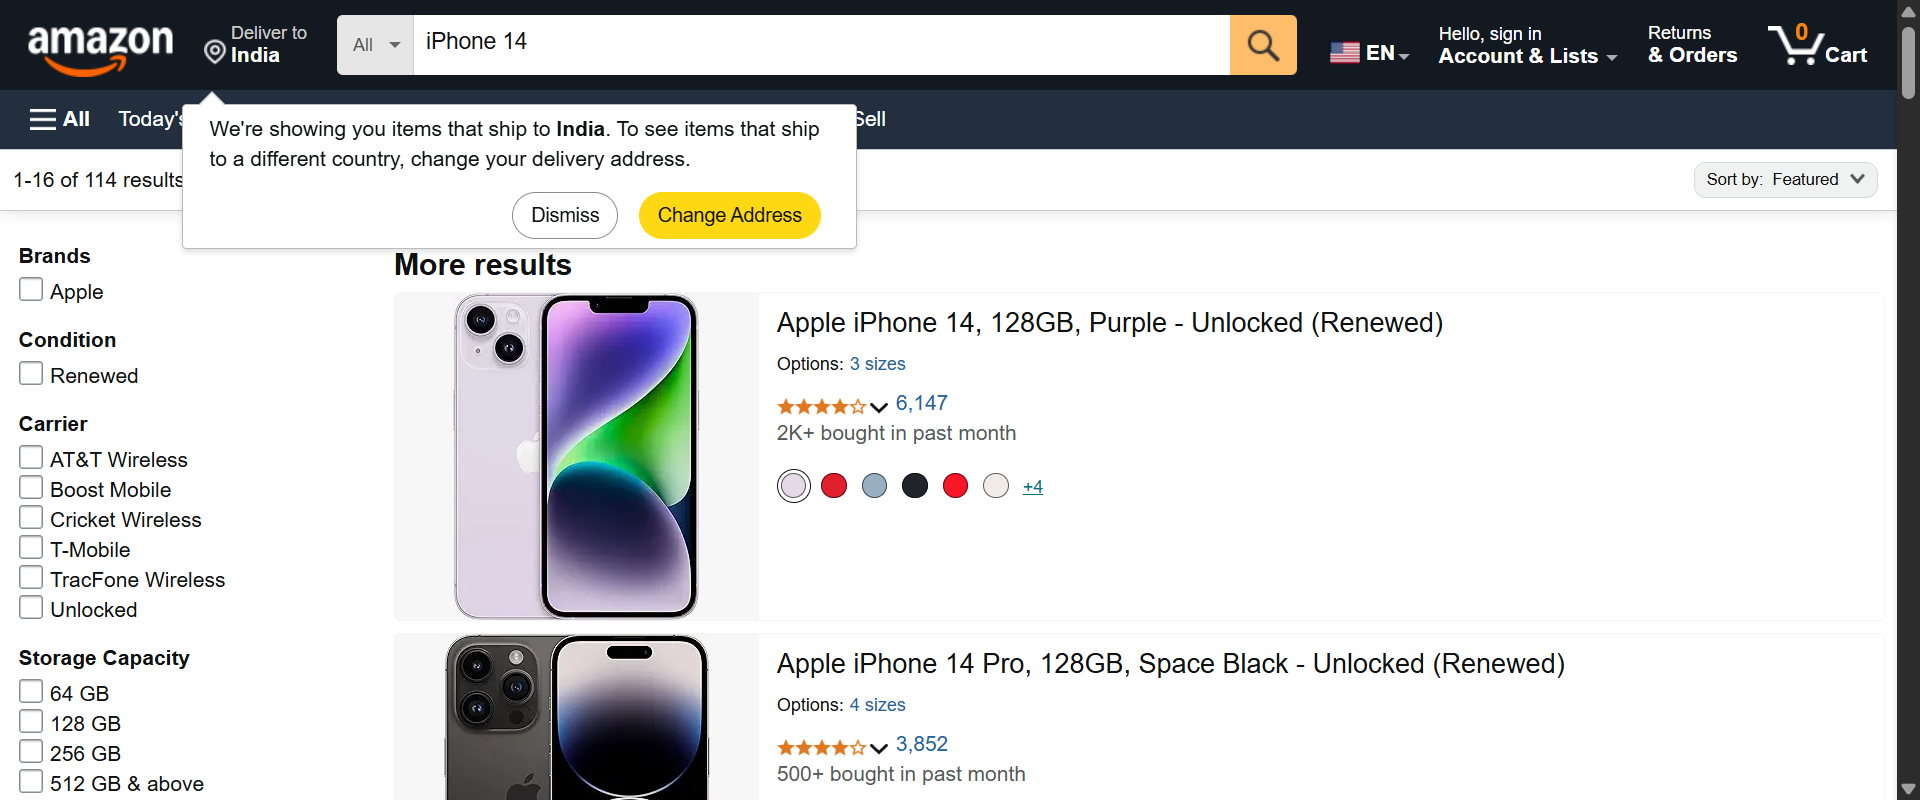 amazon
Deliver to
India
All
iPhone 14
EN
Hello, sign in
Account & Lists
Returns
& Orders
0
Cart
All
Today's
Sell
We're showing you items that ship to India. To see items that ship
to a different country, change your delivery address.
Dismiss
Change Address
1-16 of 114 results
Sort by: Featured
Brands
Apple
Condition
Renewed
Carrier
AT&T Wireless
Boost Mobile
Cricket Wireless
T-Mobile
TracFone Wireless
Unlocked
Storage Capacity
64 GB
128 GB
256 GB
512 GB & above
More results
Apple iPhone 14, 128GB, Purple - Unlocked (Renewed)
Options: 3 sizes
6,147
2K+ bought in past month
+4
Apple iPhone 14 Pro, 128GB, Space Black - Unlocked (Renewed)
Options: 4 sizes
3,852
500+ bought in past month